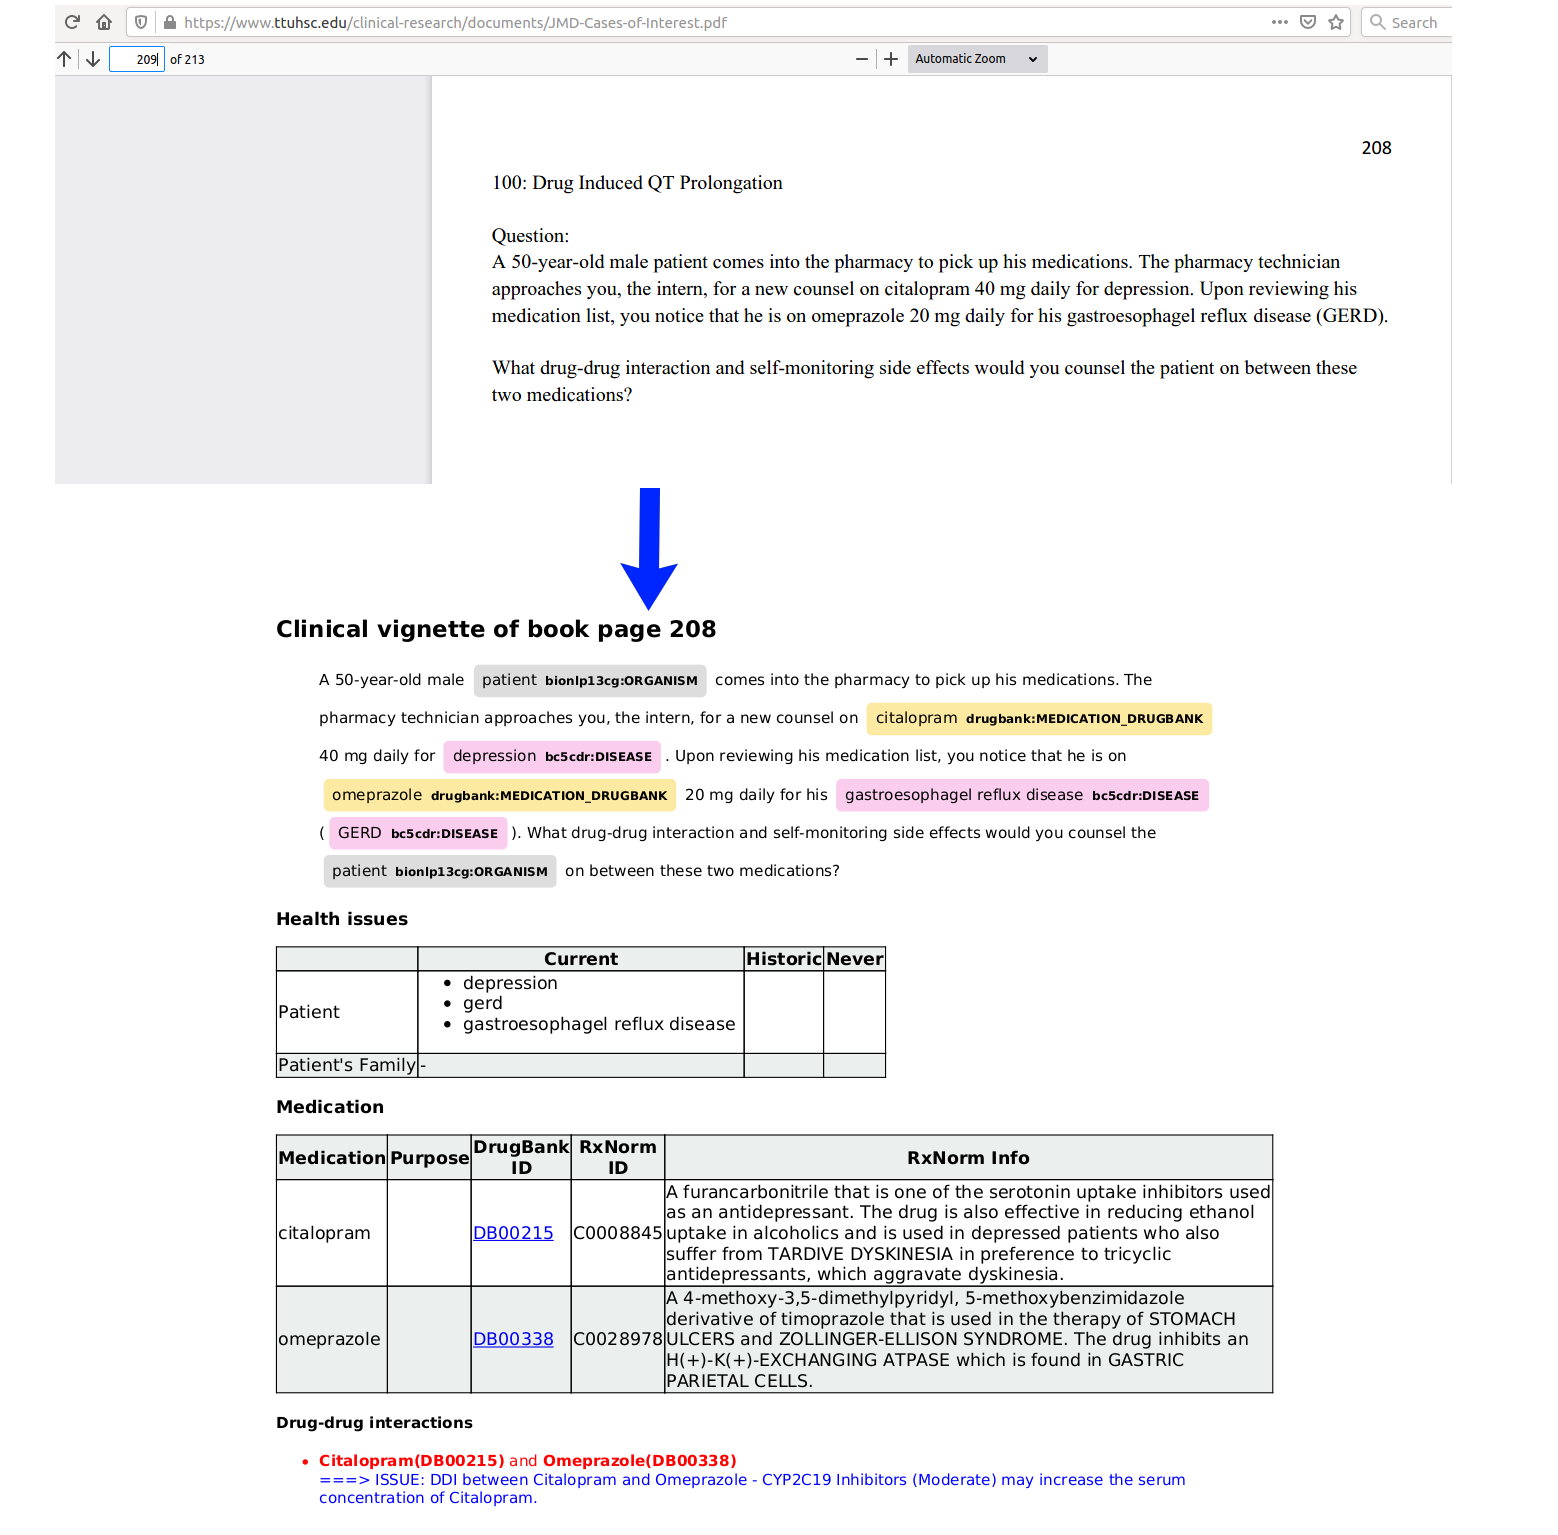 https://www.ttuhsc.edu/clinical-research/documents/JMD-Cases-of-Interest.pdf
Search
209 of 213
Automatic Zoom
208
100: Drug Induced QT Prolongation
Question:
A 50-year-old male patient comes into the pharmacy to pick up his medications. The pharmacy technician
approaches you, the intern, for a new counsel on citalopram 40 mg daily for depression. Upon reviewing his
medication list, you notice that he is on omeprazole 20 mg daily for his gastroesophagel reflux disease (GERD).
What drug-drug interaction and self-monitoring side effects would you counsel the patient on between these
two medications?
Clinical vignette of book page 208
A 50-year-old male patient bionlp13cg:ORGANISM comes into the pharmacy to pick up his medications. The
pharmacy technician approaches you, the intern, for a new counsel on citalopram drugbank:MEDICATION_DRUGBANK
40 mg daily for depression bc5cdr:DISEASE . Upon reviewing his medication list, you notice that he is on
omeprazole drugbank:MEDICATION_DRUGBANK 20 mg daily for his gastroesophagel reflux disease bc5cdr:DISEASE
( GERD bc5cdr:DISEASE ). What drug-drug interaction and self-monitoring side effects would you counsel the
patient bionlp13cg:ORGANISM on between these two medications?
Health issues
Current Historic Never
Patient
• depression
• gerd
• gastroesophagel reflux disease
Patient's Family -
Medication
Medication Purpose DrugBank ID RxNorm ID RxNorm Info
citalopram DB00215 C0008845
A furancarbonitrile that is one of the serotonin uptake inhibitors used
as an antidepressant. The drug is also effective in reducing ethanol
uptake in alcoholics and is used in depressed patients who also
suffer from TARDIVE DYSKINESIA in preference to tricyclic
antidepressants, which aggravate dyskinesia.
omeprazole DB00338 C0028978
A 4-methoxy-3,5-dimethylpyridyl, 5-methoxybenzimidazole
derivative of timoprazole that is used in the therapy of STOMACH
ULCERS and ZOLLINGER-ELLISON SYNDROME. The drug inhibits an
H(+)-K(+)-EXCHANGING ATPASE which is found in GASTRIC
PARIETAL CELLS.
Drug-drug interactions
• Citalopram(DB00215) and Omeprazole(DB00338)
===> ISSUE: DDI between Citalopram and Omeprazole - CYP2C19 Inhibitors (Moderate) may increase the serum
concentration of Citalopram.